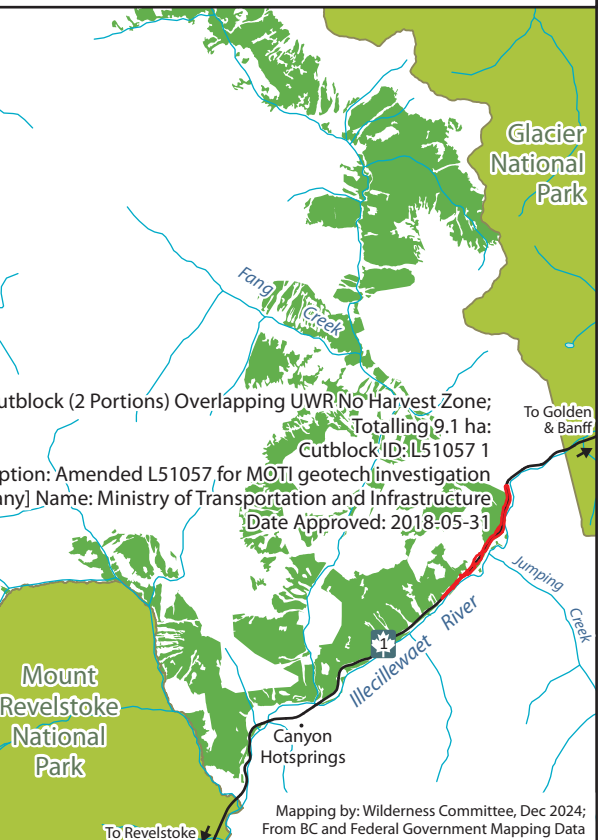 Glacier
National
Park
Fang
Creek
utblock (2 Portions) Overlapping UWR No Harvest Zone;
Totalling 9.1 ha:
Cutblock ID: L51057 1
ption: Amended L51057 for MOTI geotech investigation
any] Name: Ministry of Transportation and Infrastructure
Date Approved: 2018-05-31
To Golden
& Banff
Jumping
Creek
1
Illecillewaet River
Mount
Revelstoke
National
Park
Canyon
Hotsprings
To Revelstoke
Mapping by: Wilderness Committee, Dec 2024;
From BC and Federal Government Mapping Data